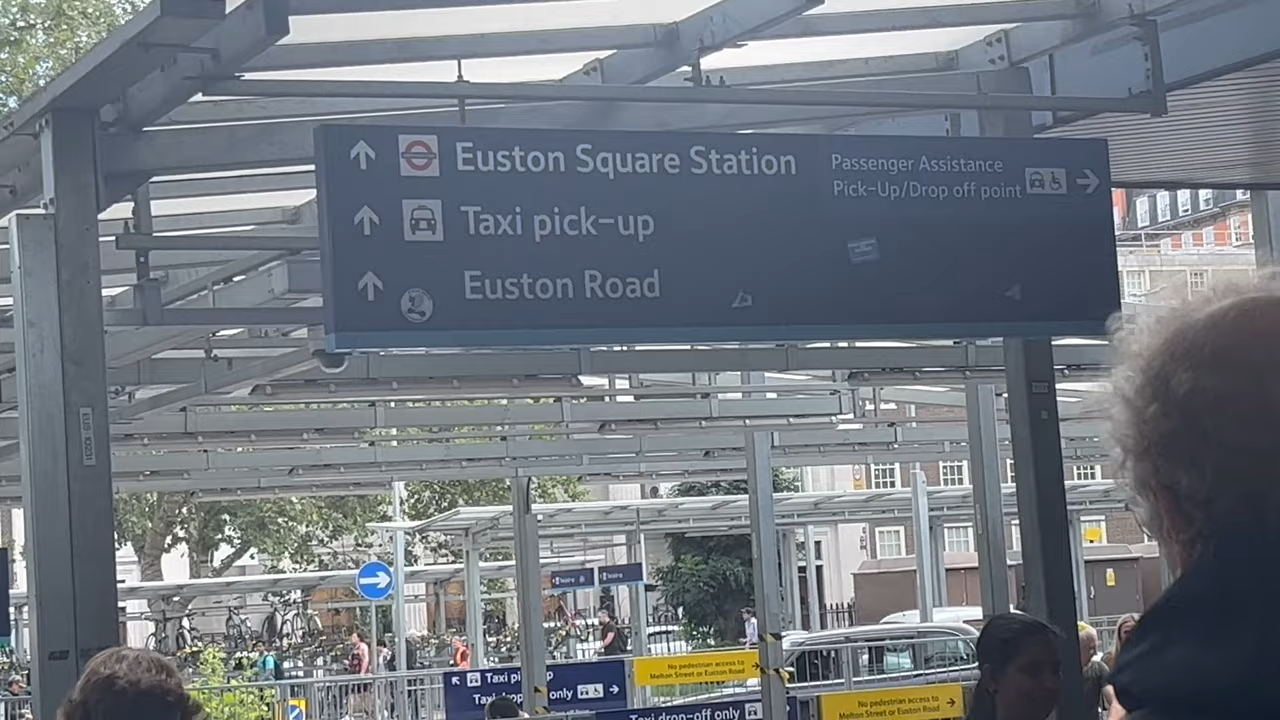 Euston Square Station
Passenger Assistance
Pick-Up/Drop off point
Taxi pick-up
Euston Road
No pedestrian access to
Melton Street or Euston Road
Taxi
only
No pedestrian access to
Melton Street or Euston Road
Taxi drop-off only